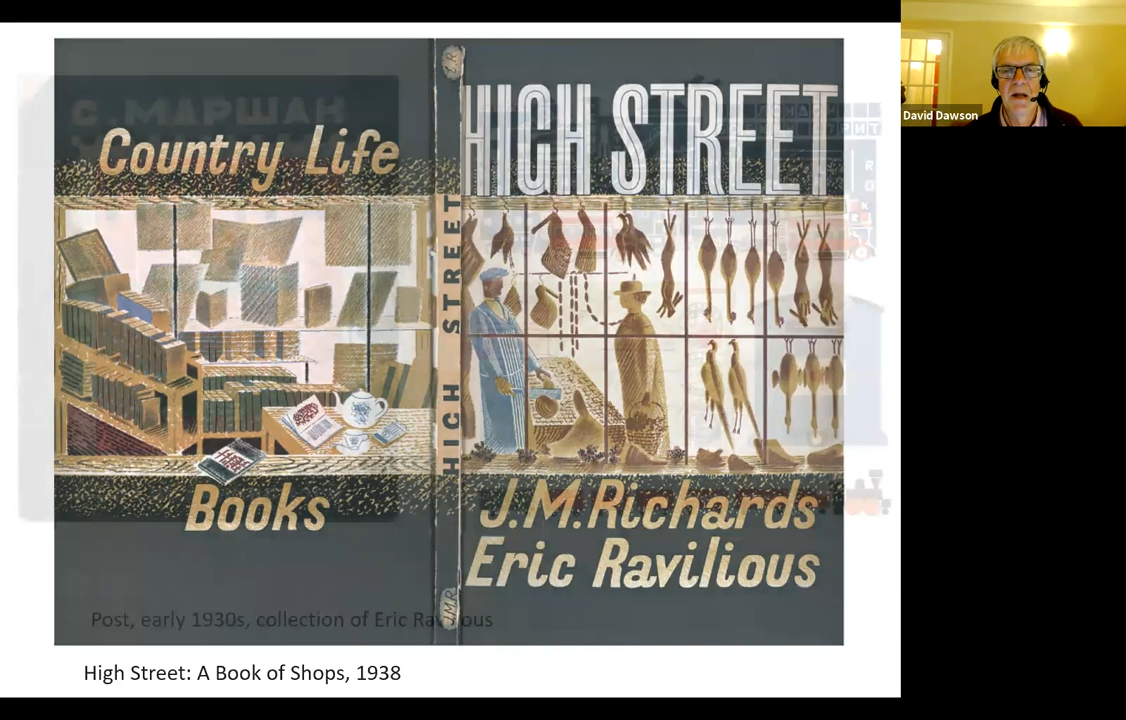 Country Life
Books
HIGH STREET
HIGH STREET
J.M.Richards
Eric Ravilious
С. МАРШАК
Post, early 1930s, collection of Eric Ravilious
High Street: A Book of Shops, 1938
David Dawson
JMR